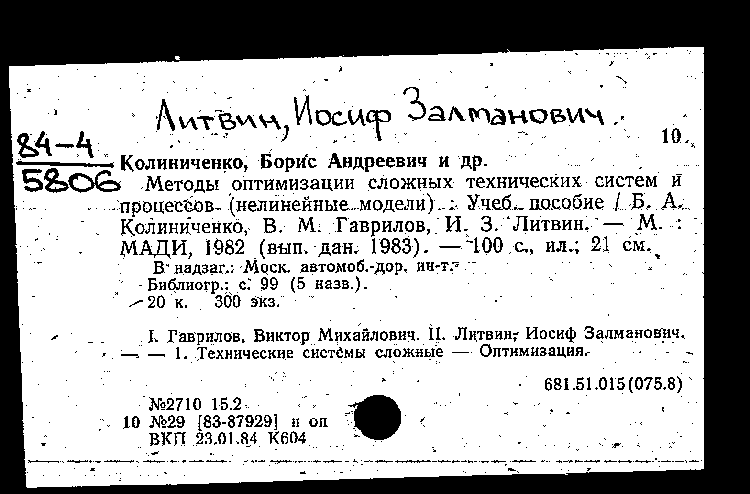 Литвин, Иосиф Залманович.
10.
84-4
5806
Колиниченко, Борис Андреевич и др.
Методы оптимизации сложных технических систем и
процессов (нелинейные модели) : Учеб. пособие / Б. А.
Колиниченко, В. М. Гаврилов, И. З. Литвин. — М. :
МАДИ, 1982 (вып. дан. 1983). — 100 с., ил.; 21 см.
В надзаг.: Моск. автомоб.-дор. ин-т.
Библиогр.: с. 99 (5 назв.).
20 к. 300 экз.
I. Гаврилов, Виктор Михайлович. II. Литвин, Иосиф Залманович.
— — 1. Технические системы сложные — Оптимизация.
681.51.015(075.8)
№2710 15.2
10 №29 [83-87929] п оп
ВКП 23.01.84 К604